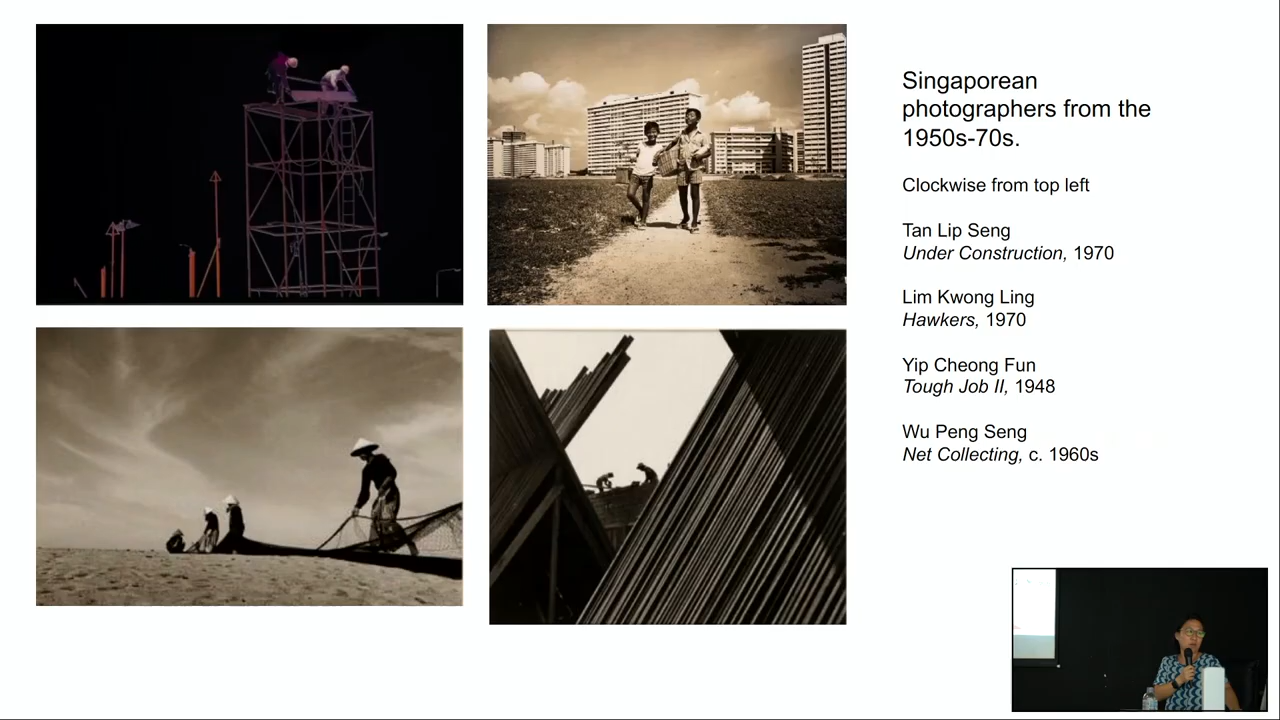 Singaporean
photographers from the
1950s-70s.
Clockwise from top left
Tan Lip Seng
Under Construction, 1970
Lim Kwong Ling
Hawkers, 1970
Yip Cheong Fun
Tough Job II, 1948
Wu Peng Seng
Net Collecting, c. 1960s